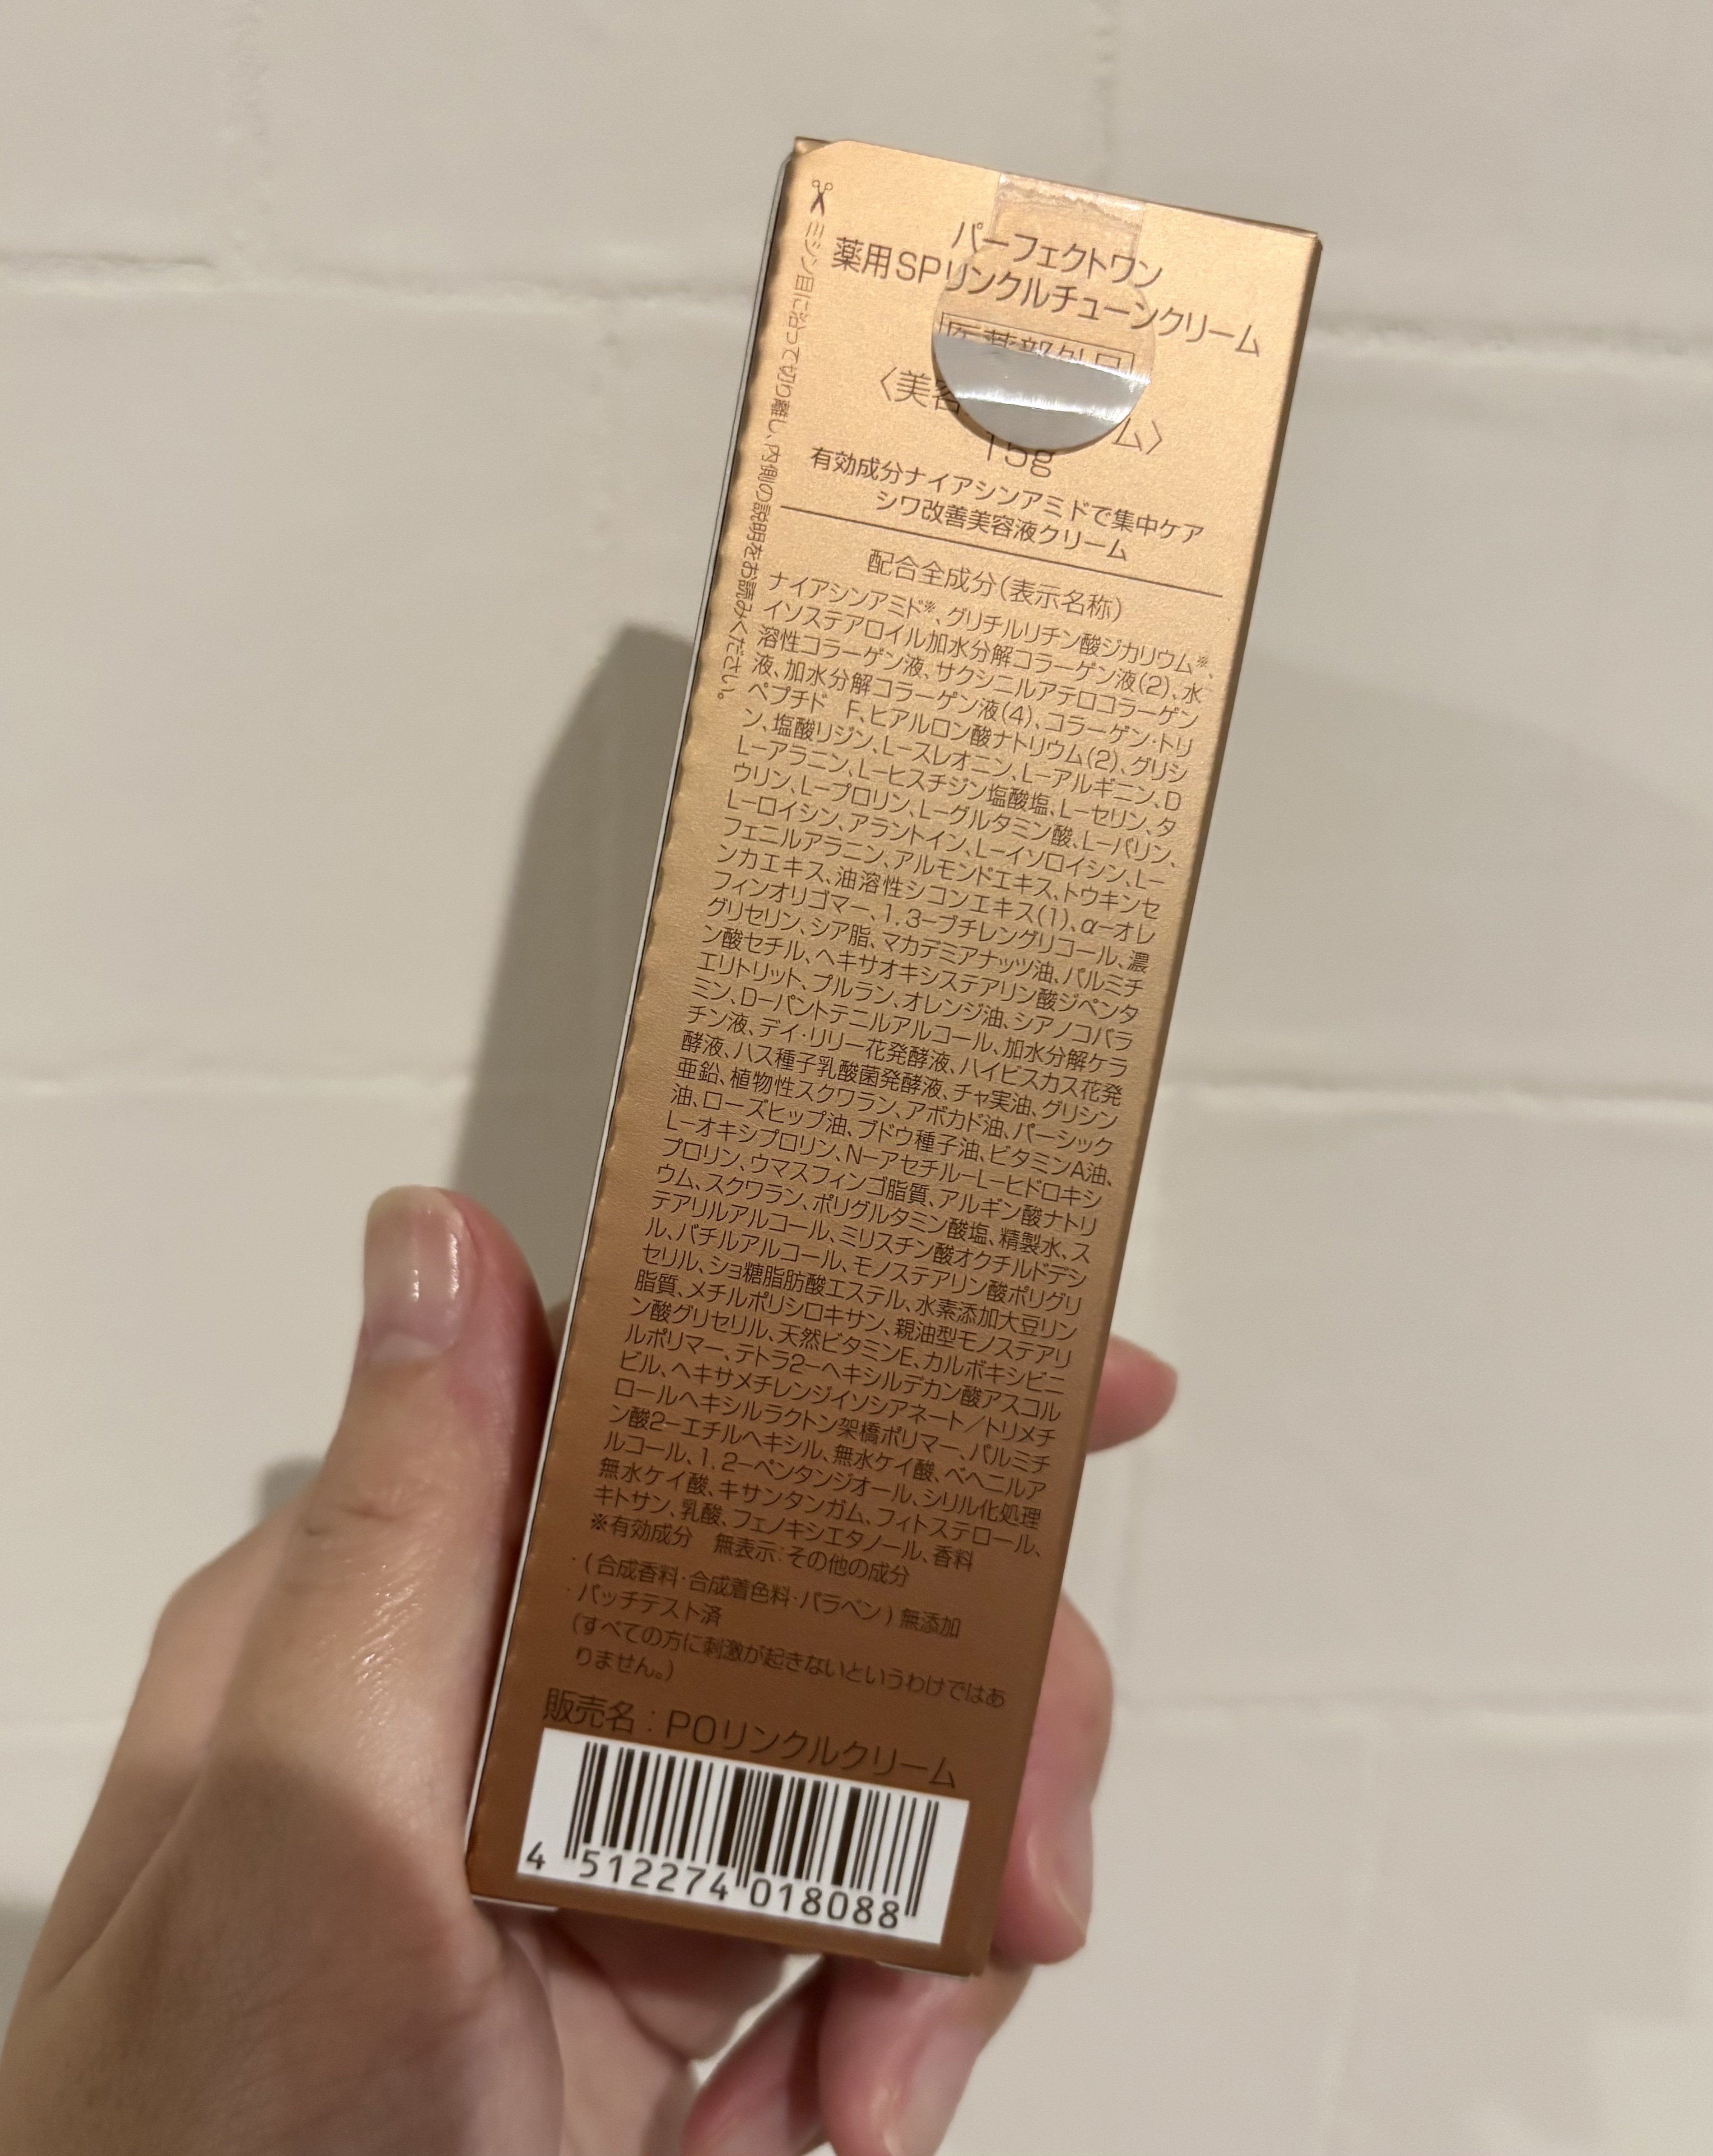 パーフェクトワン
薬用SPリンクルチューンクリーム
〈美容 ム〉
15g
有効成分ナイアシンアミドで集中ケア
シワ改善美容液クリーム
配合全成分(表示名称)
ナイアシンアミド※、グリチルリチン酸ジカリウム※、
イソステアロイル加水分解コラーゲン液(2)、水
溶性コラーゲン液、サクシニルアテロコラーゲン
液、加水分解コラーゲン液(4)、コラーゲン・トリ
ペプチド F、ヒアルロン酸ナトリウム(2)、グリシ
ン、塩酸リジン、L-スレオニン、L-アルギニン、D
L-アラニン、L-ヒスチジン塩酸塩、L-セリン、タ
ウリン、L-プロリン、L-グルタミン酸、L-バリン、
L-ロイシン、アラントイン、L-イソロイシン、L-
フェニルアラニン、アルモンドエキス、トウキンセ
ンカエキス、油溶性シコンエキス(1)、α-オレ
フィンオリゴマー、1,3-ブチレングリコール、濃
グリセリン、シア脂、マカデミアナッツ油、パルミチ
ン酸セチル、ヘキサオキシステアリン酸ジペンタ
エリトリット、プルラン、オレンジ油、シアノコバラ
ミン、D-パントテニルアルコール、加水分解ケラ
チン液、デイ・リリー花発酵液、ハイビスカス花発
酵液、ハス種子乳酸菌発酵液、チャ実油、グリシン
亜鉛、植物性スクワラン、アボカド油、パーシック
油、ローズヒップ油、ブドウ種子油、ビタミンA油、
L-オキシプロリン、N-アセチル-L-ヒドロキシ
プロリン、ウマスフィンゴ脂質、アルギン酸ナトリ
ウム、スクワラン、ポリグルタミン酸塩、精製水、ス
テアリルアルコール、ミリスチン酸オクチルドデシ
ル、バチルアルコール、モノステアリン酸ポリグリ
セリル、ショ糖脂肪酸エステル、水素添加大豆リン
脂質、メチルポリシロキサン、親油型モノステアリ
ン酸グリセリル、天然ビタミンE、カルボキシビニ
ルポリマー、テトラ2-ヘキシルデカン酸アスコル
ビル、ヘキサメチレンジイソシアネート/トリメチ
ロールヘキシルラクトン架橋ポリマー、パルミチ
ン酸2-エチルヘキシル、無水ケイ酸、ベヘニルア
ルコール、1,2-ペンタンジオール、シリル化処理
無水ケイ酸、キサンタンガム、フィトステロール、
キトサン、乳酸、フェノキシエタノール、香料
※有効成分 無表示:その他の成分
・(合成香料・合成着色料・パラベン)無添加
・パッチテスト済
(すべての方に刺激が起きないというわけではあ
りません。)
販売名:POリンクルクリーム
4 512274 018088
ミシン目に沿って切り離し、内側の説明をお読みください。